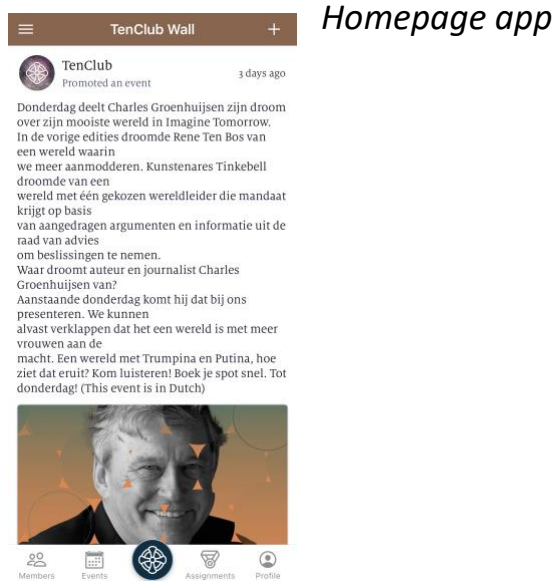 Homepage app
TenClub Wall
TenClub
Promoted an event
3 days ago
Donderdag deelt Charles Groenhuijsen zijn droom
over zijn mooiste wereld in Imagine Tomorrow.
In de vorige edities droomde Rene Ten Bos van
een wereld waarin
we meer aanmodderen. Kunstenares Tinkebell
droomde van een
wereld met één gekozen wereldleider die mandaat
krijgt op basis
van aangedragen argumenten en informatie uit de
raad van advies
om beslissingen te nemen.
Waar droomt auteur en journalist Charles
Groenhuijsen van?
Aanstaande donderdag komt hij dat bij ons
presenteren. We kunnen
alvast verklappen dat het een wereld is met meer
vrouwen aan de
macht. Een wereld met Trumpina en Putina, hoe
ziet dat eruit? Kom luisteren! Boek je spot snel. Tot
donderdag! (This event is in Dutch)
Members
Events
Assignments
Profile